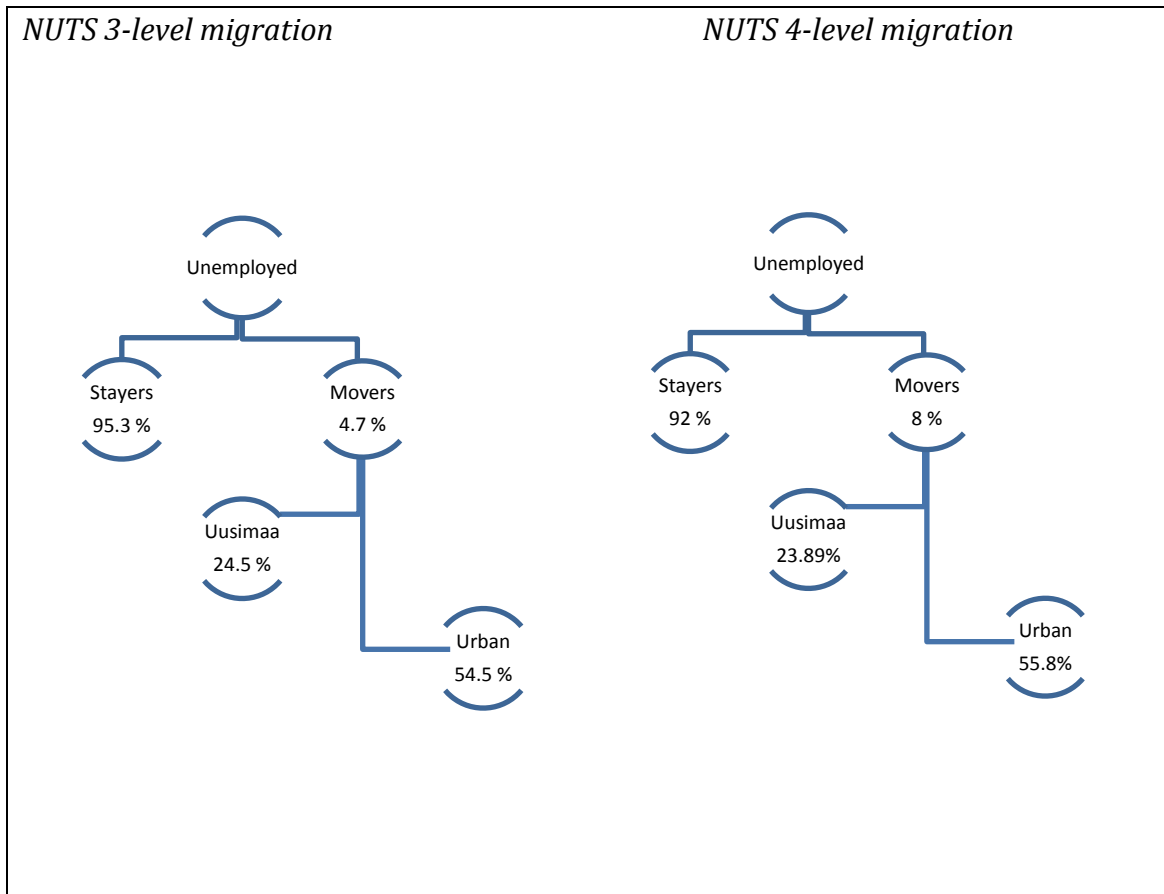 NUTS 3-level migration
Unemployed
Stayers
95.3 %
Movers
4.7 %
Uusimaa
24.5 %
Urban
54.5 %
NUTS 4-level migration
Unemployed
Stayers
92 %
Movers
8 %
Uusimaa
23.89%
Urban
55.8%